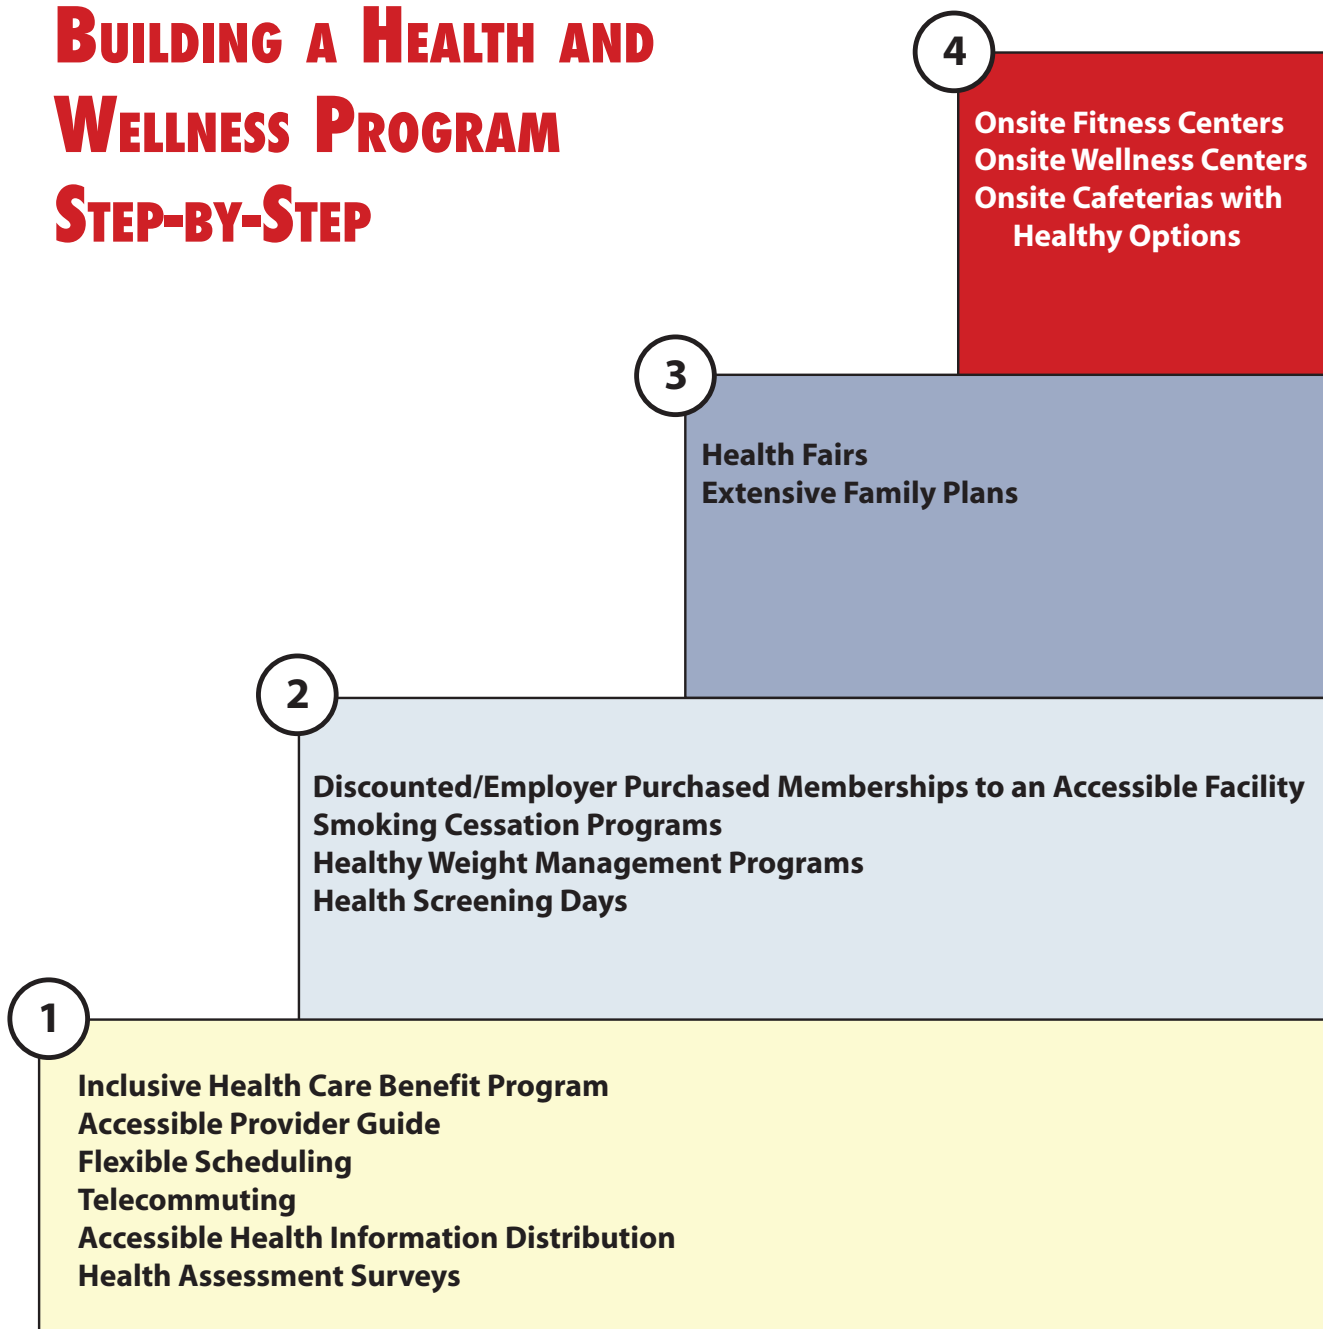 BUILDING A HEALTH AND
WELLNESS PROGRAM
STEP-BY-STEP
4
Onsite Fitness Centers
Onsite Wellness Centers
Onsite Cafeterias with
Healthy Options
3
Health Fairs
Extensive Family Plans
2
Discounted/Employer Purchased Memberships to an Accessible Facility
Smoking Cessation Programs
Healthy Weight Management Programs
Health Screening Days
1
Inclusive Health Care Benefit Program
Accessible Provider Guide
Flexible Scheduling
Telecommuting
Accessible Health Information Distribution
Health Assessment Surveys